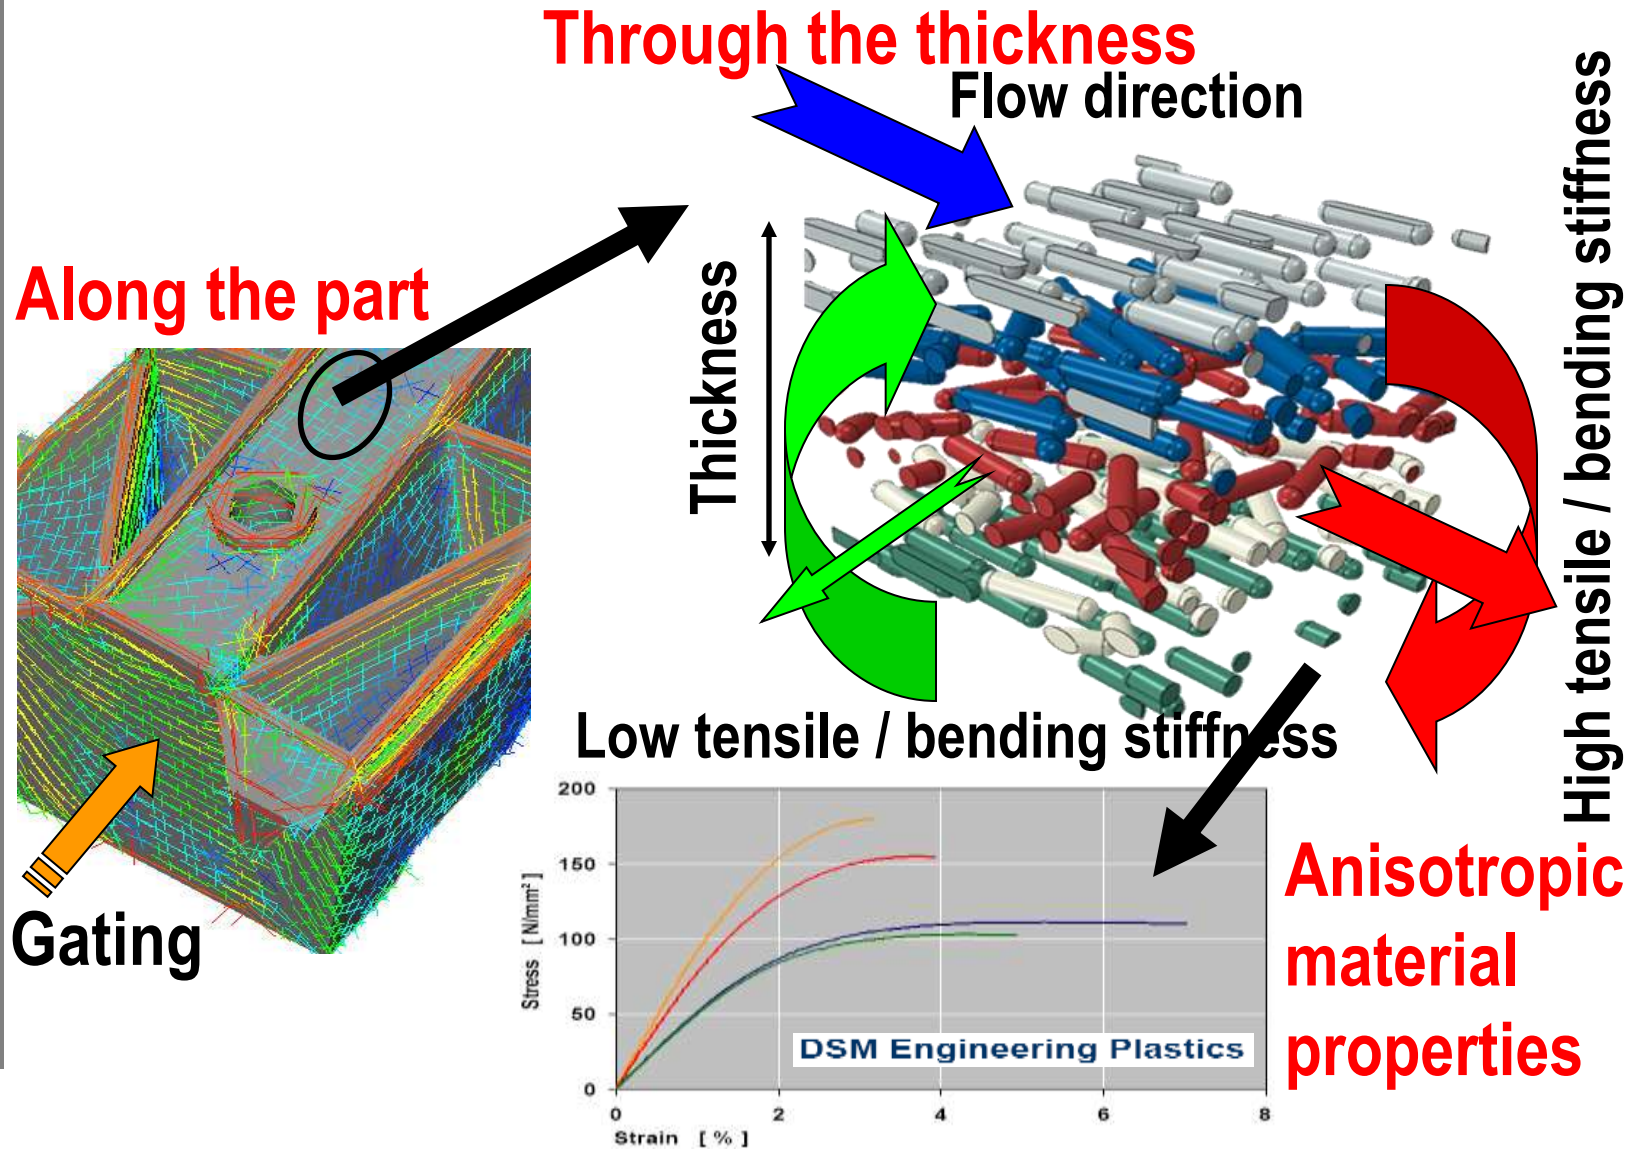 Through the thickness
Flow direction
Along the part
Thickness
High tensile / bending stiffness
Gating
Low tensile / bending stiffness
200
150
100
50
0
Stress [ N/mm² ]
DSM Engineering Plastics
0 2 4 6 8
Strain [ % ]
Anisotropic
material
properties